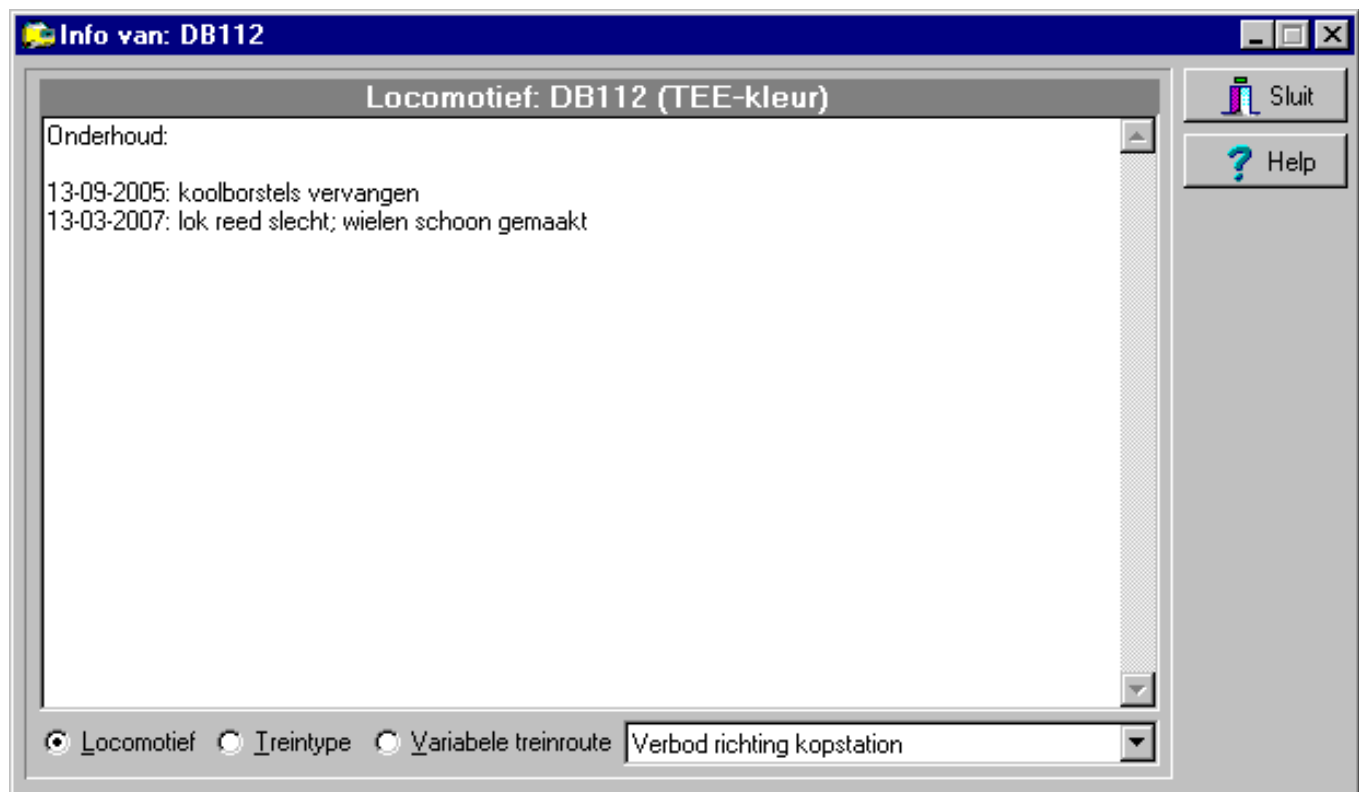 Info van: DB112
Locomotief: DB112 (TEE-kleur)
Sluit
Help
Onderhoud:
13-09-2005: koolborstels vervangen
13-03-2007: lok reed slecht; wielen schoon gemaakt
Locomotief Treintype Variabele treinroute Verbod richting kopstation